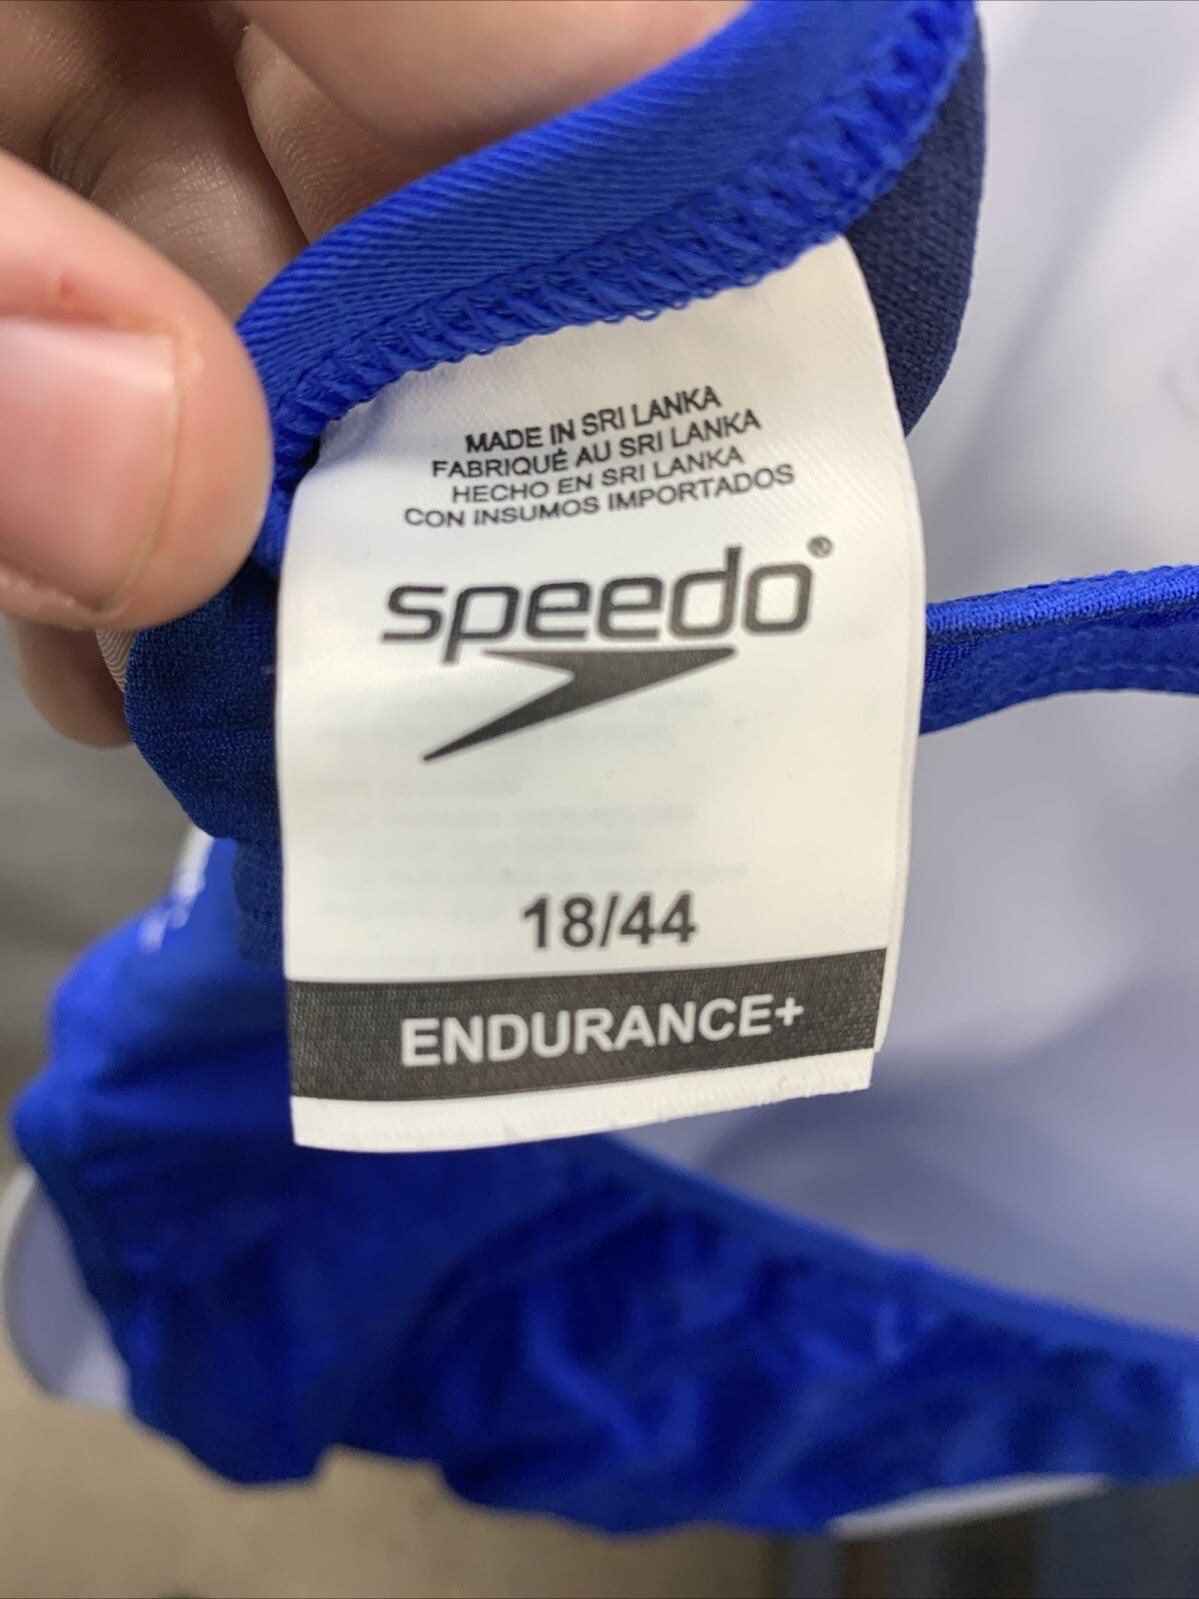 MADE IN SRI LANKA
FABRIQUÉ AU SRI LANKA
HECHO EN SRI LANKA
CON INSUMOS IMPORTADOS
speedo®
18/44
ENDURANCE+